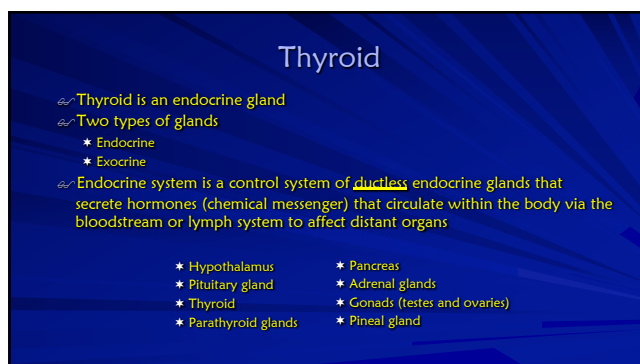 Thyroid
Thyroid is an endocrine gland
Two types of glands
Endocrine
Exocrine
Endocrine system is a control system of ductless endocrine glands that
secrete hormones (chemical messenger) that circulate within the body via the
bloodstream or lymph system to affect distant organs
Hypothalamus
Pituitary gland
Thyroid
Parathyroid glands
Pancreas
Adrenal glands
Gonads (testes and ovaries)
Pineal gland